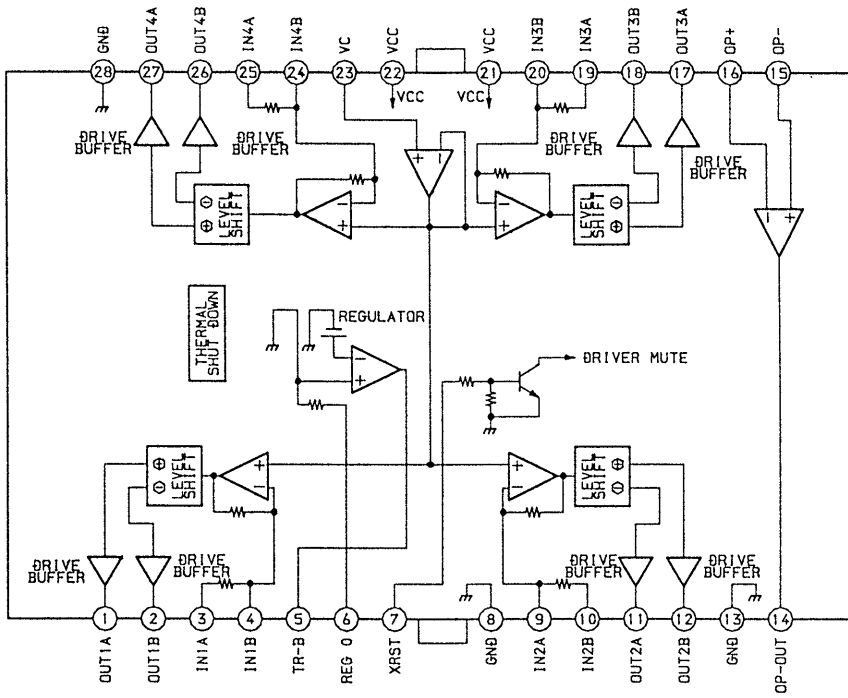 GND
OUT4A
OUT4B
IN4A
IN4B
VC
VCC
VCC
IN3B
IN3A
OUT3B
OUT3A
OP+
OP-
28
27
26
25
24
23
22
21
20
19
18
17
16
15
VCC
VCC
DRIVE
BUFFER
DRIVE
BUFFER
DRIVE
BUFFER
DRIVE
BUFFER
+
-
-
+
-
+
-
+
-
+
LEVEL
SHIFT
- +
LEVEL
SHIFT
- +
THERMAL
SHUT DOWN
REGULATOR
-
+
DRIVER MUTE
LEVEL
SHIFT
+ -
+
-
+
-
LEVEL
SHIFT
+ -
DRIVE
BUFFER
DRIVE
BUFFER
DRIVE
BUFFER
DRIVE
BUFFER
1
2
3
4
5
6
7
8
9
10
11
12
13
14
OUT1A
OUT1B
IN1A
IN1B
TR-B
REG O
XRST
GND
IN2A
IN2B
OUT2A
OUT2B
GND
OP-OUT